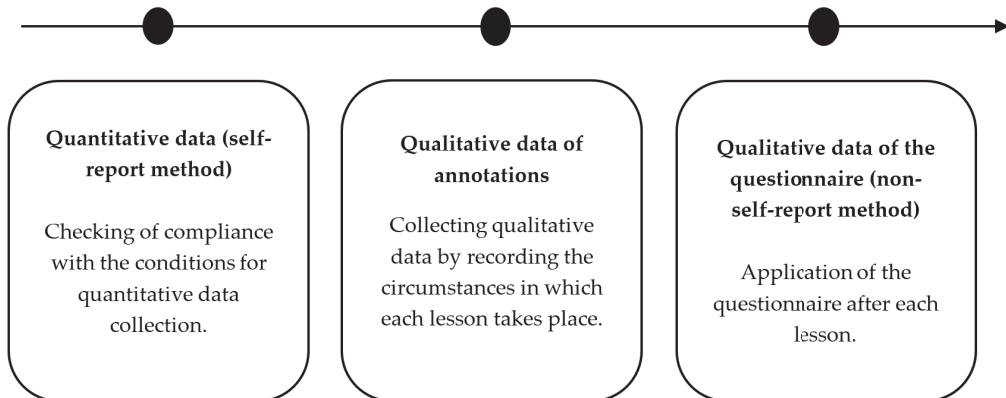 Quantitative data (self-
report method)
Checking of compliance
with the conditions for
quantitative data
collection.
Qualitative data of
annotations
Collecting qualitative
data by recording the
circumstances in which
each lesson takes place.
Qualitative data of the
questionnaire (non-
self-report method)
Application of the
questionnaire after each
lesson.